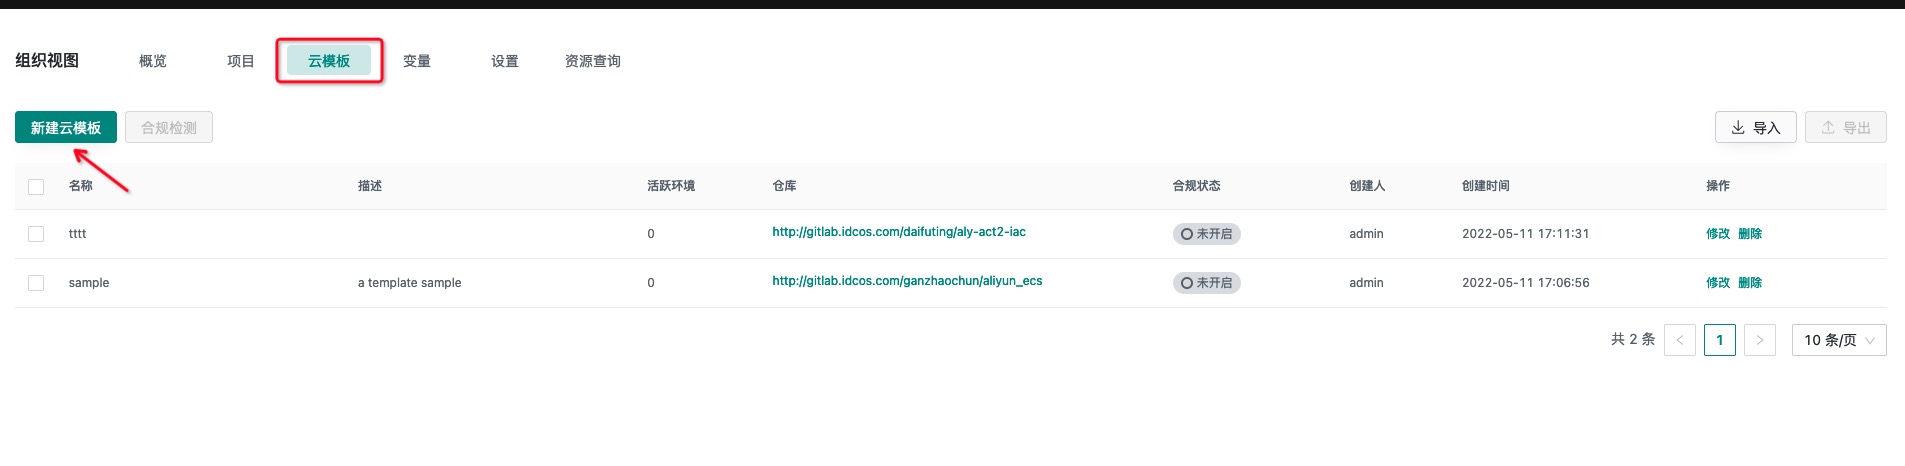 组织视图 概览 项目 云模板 变量 设置 资源查询
新建云模板 合规检测 导入 导出
名称 描述 活跃环境 仓库 合规状态 创建人 创建时间 操作
tttt 0 http://gitlab.idcos.com/daifuting/aly-act2-iac 未开启 admin 2022-05-11 17:11:31 修改 删除
sample a template sample 0 http://gitlab.idcos.com/ganzhaochun/aliyun_ecs 未开启 admin 2022-05-11 17:06:56 修改 删除
共 2 条 < 1 > 10 条/页